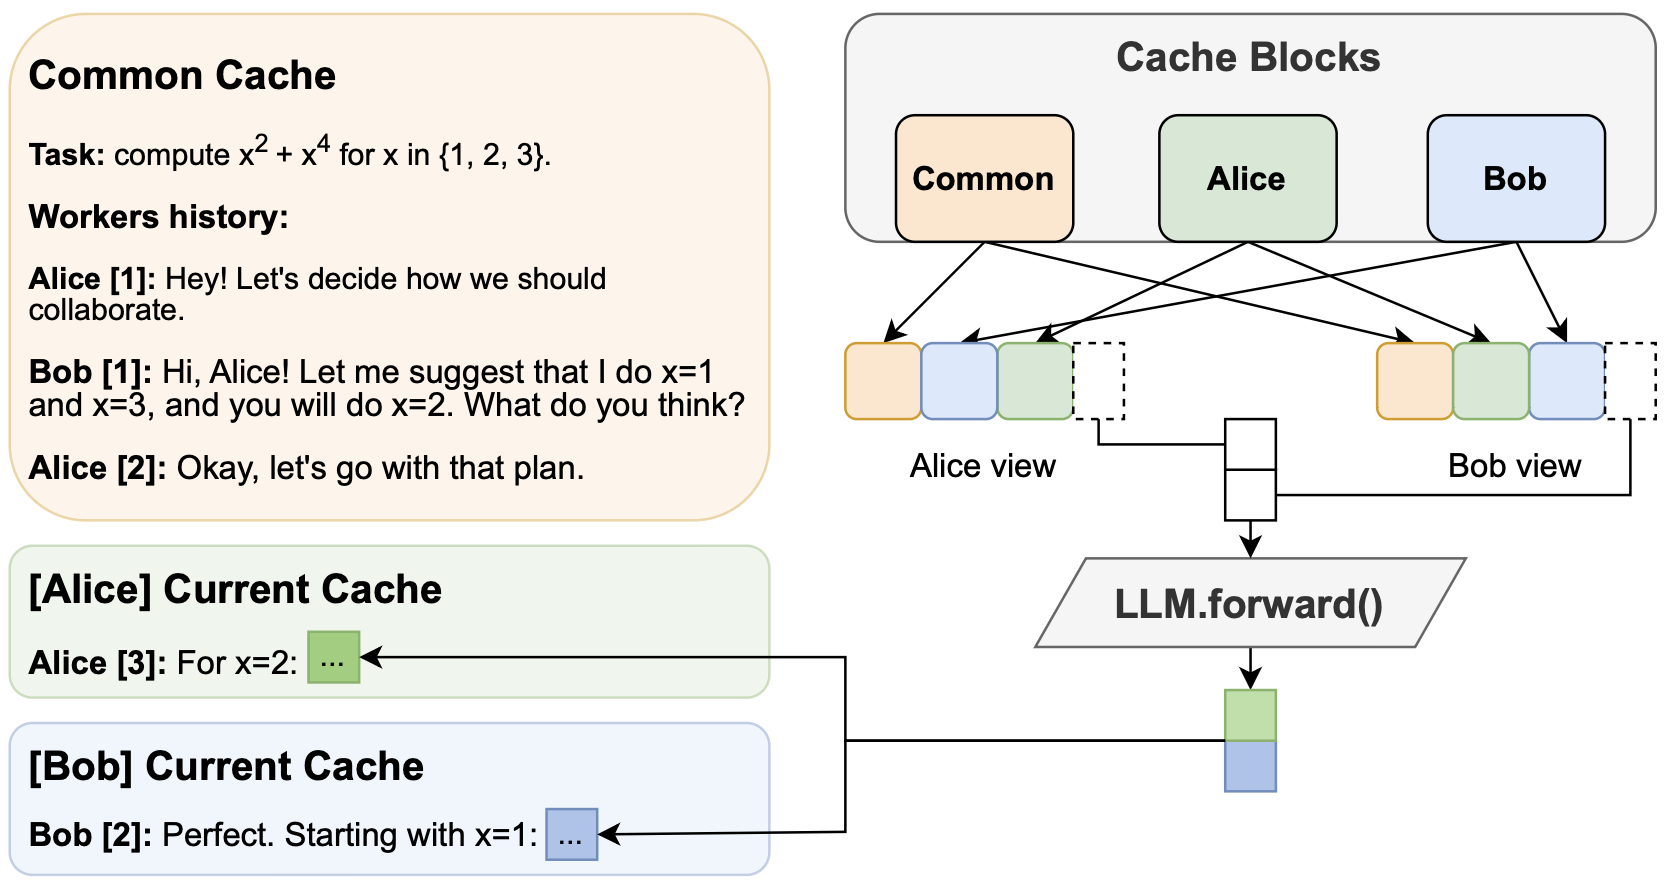 Common Cache
Task: compute x² + x⁴ for x in {1, 2, 3}.
Workers history:
Alice [1]: Hey! Let's decide how we should
collaborate.
Bob [1]: Hi, Alice! Let me suggest that I do x=1
and x=3, and you will do x=2. What do you think?
Alice [2]: Okay, let's go with that plan.
[Alice] Current Cache
Alice [3]: For x=2: ...
[Bob] Current Cache
Bob [2]: Perfect. Starting with x=1: ...
Cache Blocks
Common
Alice
Bob
Alice view
Bob view
LLM.forward()